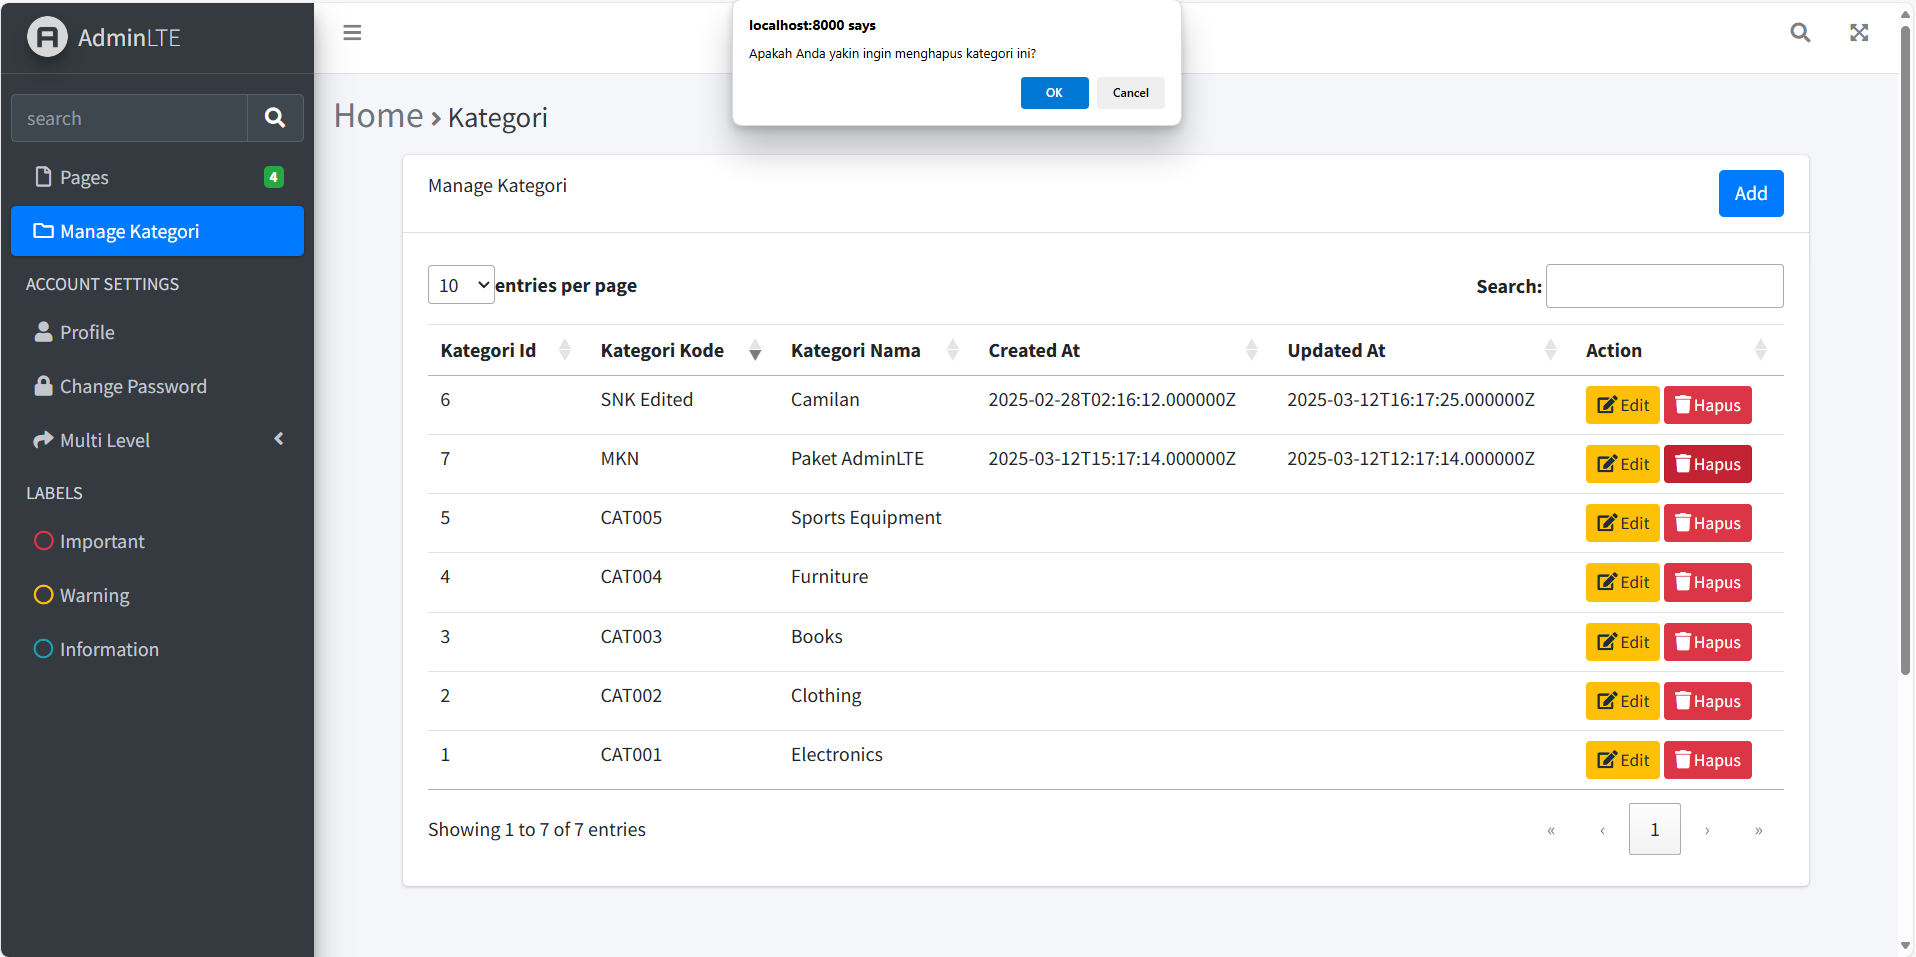 AdminLTE
search
Pages 4
Manage Kategori
ACCOUNT SETTINGS
Profile
Change Password
Multi Level
LABELS
Important
Warning
Information
localhost:8000 says
Apakah Anda yakin ingin menghapus kategori ini?
OK Cancel
Home › Kategori
Manage Kategori
Add
10 entries per page
Search:
Kategori Id Kategori Kode Kategori Nama Created At Updated At Action
6 SNK Edited Camilan 2025-02-28T02:16:12.000000Z 2025-03-12T16:17:25.000000Z Edit Hapus
7 MKN Paket AdminLTE 2025-03-12T15:17:14.000000Z 2025-03-12T12:17:14.000000Z Edit Hapus
5 CAT005 Sports Equipment Edit Hapus
4 CAT004 Furniture Edit Hapus
3 CAT003 Books Edit Hapus
2 CAT002 Clothing Edit Hapus
1 CAT001 Electronics Edit Hapus
Showing 1 to 7 of 7 entries
« ‹ 1 › »